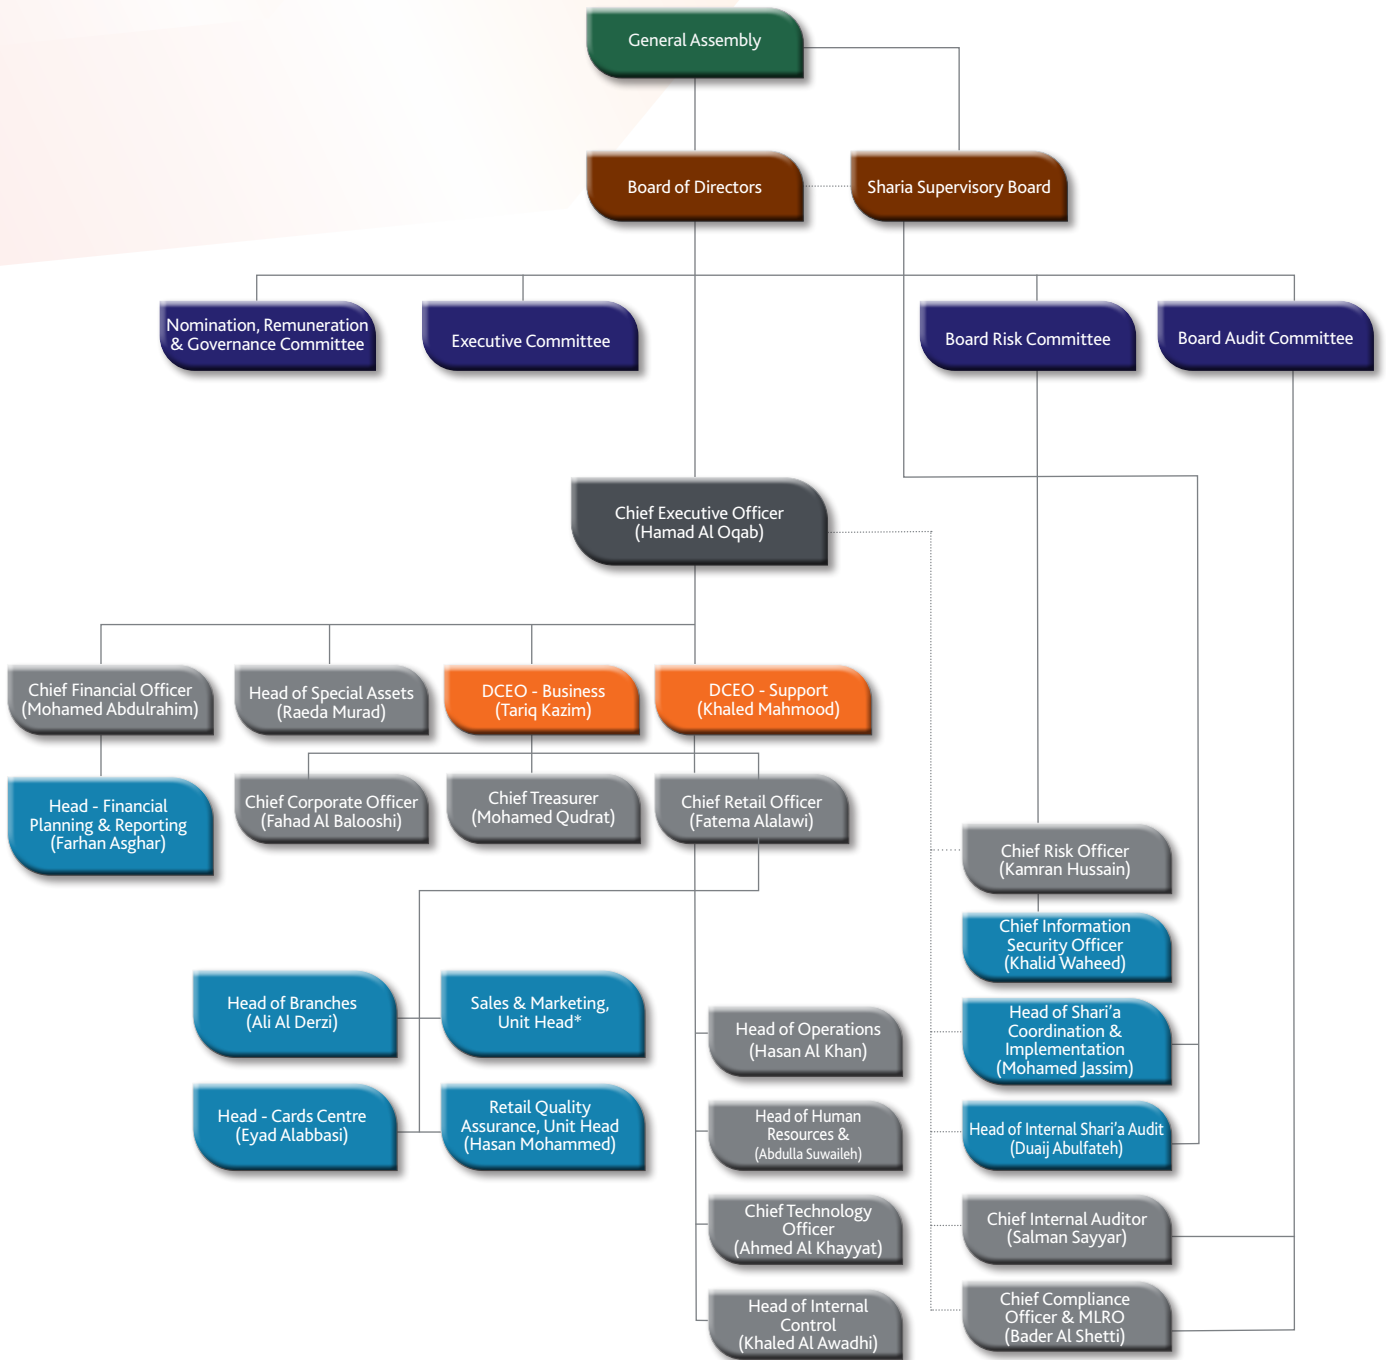 General Assembly
Board of Directors
Sharia Supervisory Board
Nomination, Remuneration
& Governance Committee
Executive Committee
Board Risk Committee
Board Audit Committee
Chief Executive Officer
(Hamad Al Oqab)
Chief Financial Officer
(Mohamed Abdulrahim)
Head of Special Assets
(Raeda Murad)
DCEO - Business
(Tariq Kazim)
DCEO - Support
(Khaled Mahmood)
Head - Financial
Planning & Reporting
(Farhan Asghar)
Chief Corporate Officer
(Fahad Al Balooshi)
Chief Treasurer
(Mohamed Qudrat)
Chief Retail Officer
(Fatema Alalawi)
Chief Risk Officer
(Kamran Hussain)
Chief Information
Security Officer
(Khalid Waheed)
Head of Branches
(Ali Al Derzi)
Sales & Marketing,
Unit Head*
Head of Operations
(Hasan Al Khan)
Head of Shari'a
Coordination &
Implementation
(Mohamed Jassim)
Head - Cards Centre
(Eyad Alabbasi)
Retail Quality
Assurance, Unit Head
(Hasan Mohammed)
Head of Human
Resources &
(Abdulla Suwaileh)
Head of Internal Shari'a Audit
(Duaij Abulfateh)
Chief Technology
Officer
(Ahmed Al Khayyat)
Chief Internal Auditor
(Salman Sayyar)
Head of Internal
Control
(Khaled Al Awadhi)
Chief Compliance
Officer & MLRO
(Bader Al Shetti)